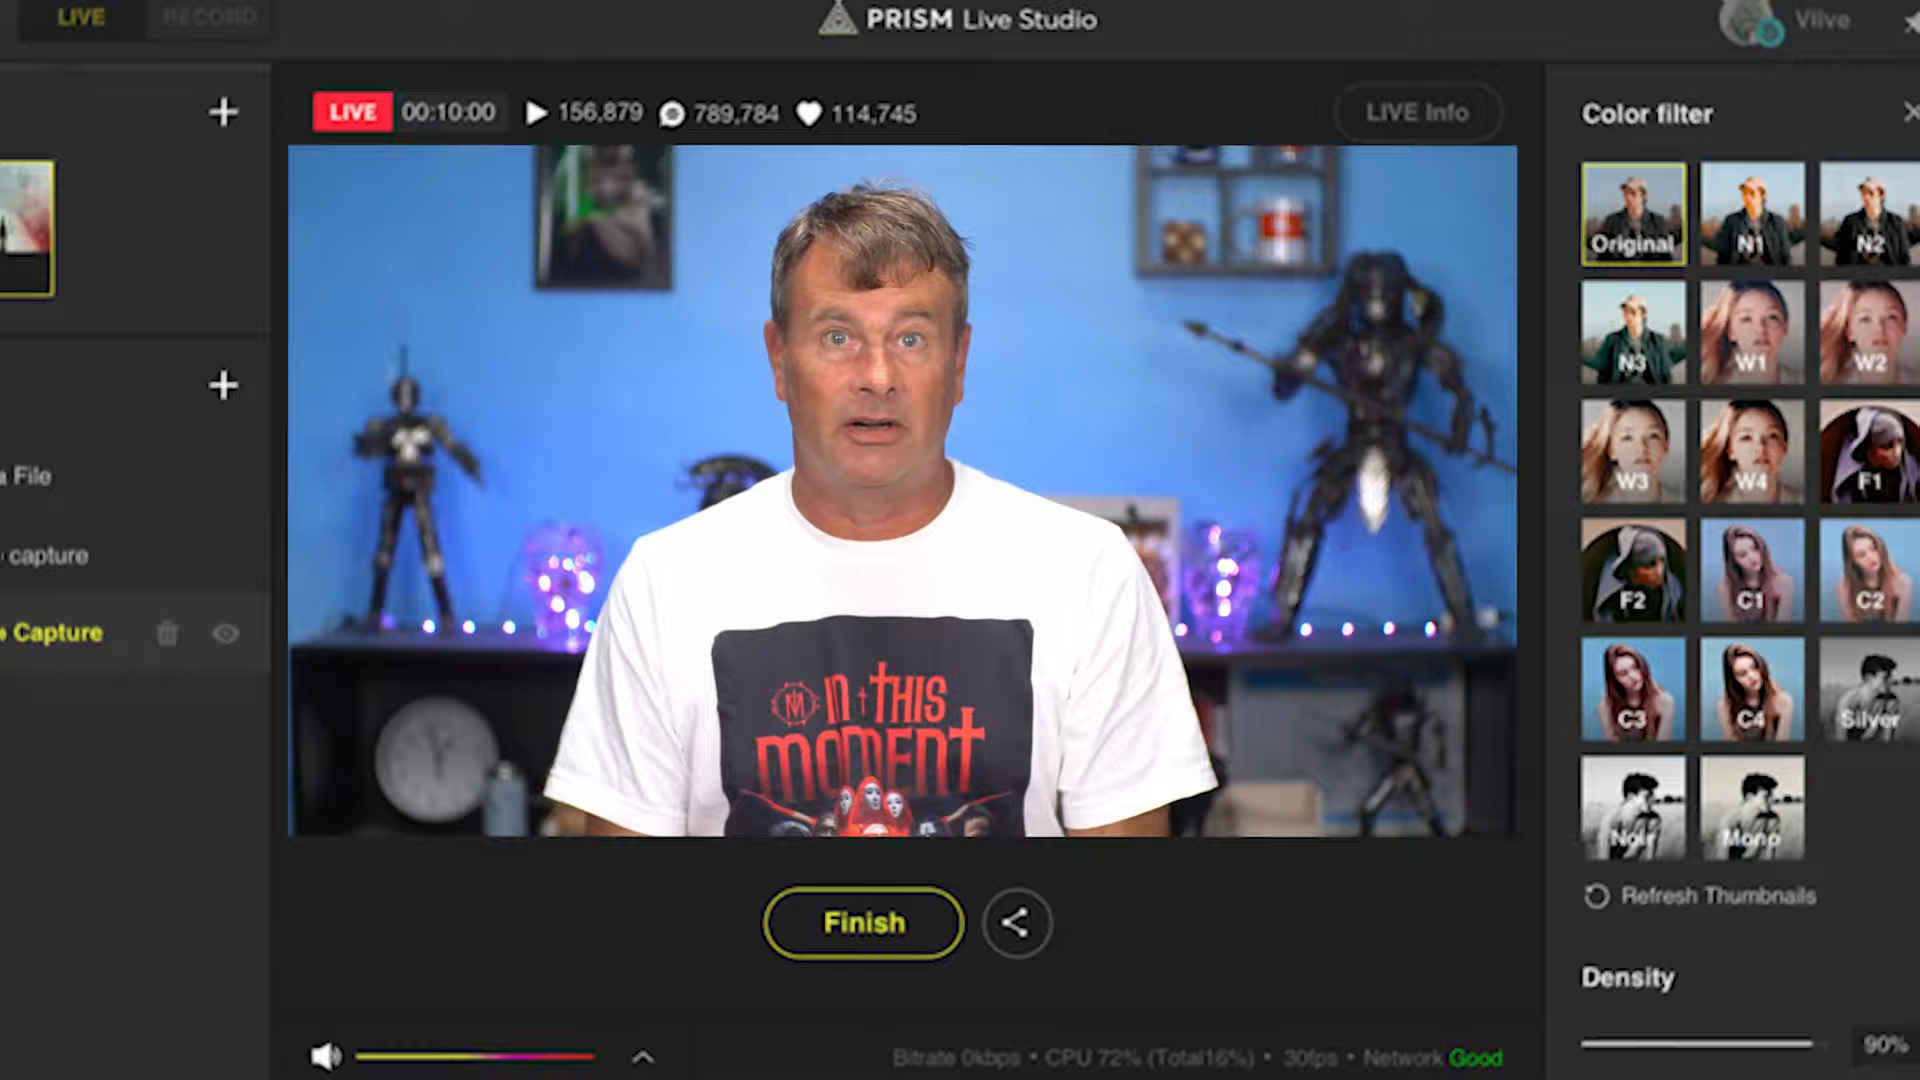 LIVE RECORD
PRISM Live Studio
Vlive
LIVE 00:10:00 156,879 789,784 114,745
LIVE Info
a File
capture
Capture
IN THIS
MOMENT
Finish
Bitrate 0kbps • CPU 72% (Total16%) • 30fps • Network Good
Color filter
Original N1 N2
N3 W1 W2
W3 W4 F1
F2 C1 C2
C3 C4 Silver
Noir Mono
Refresh Thumbnails
Density
90%